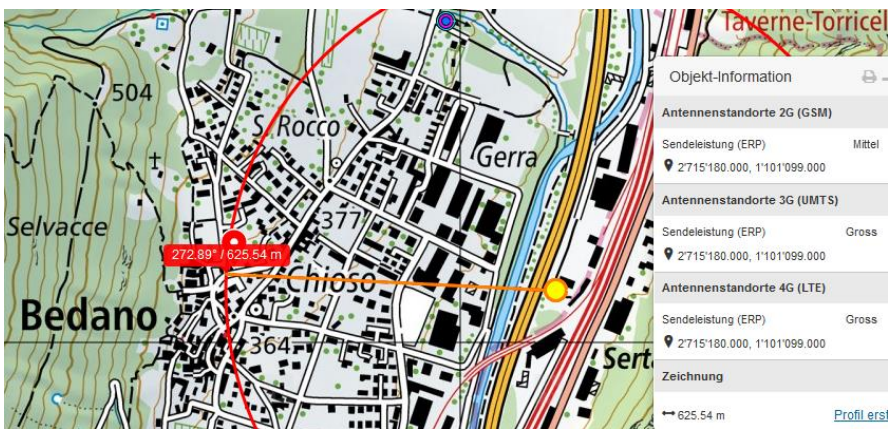 Taverne-Torricel
504
S. Rocco
Gerra
377
Selvacce
272.89° / 625.54 m
Chioso
Bedano
364
Serta
Objekt-Information
Antennenstandorte 2G (GSM)
Sendeleistung (ERP) Mittel
2'715'180.000, 1'101'099.000
Antennenstandorte 3G (UMTS)
Sendeleistung (ERP) Gross
2'715'180.000, 1'101'099.000
Antennenstandorte 4G (LTE)
Sendeleistung (ERP) Gross
2'715'180.000, 1'101'099.000
Zeichnung
625.54 m Profil erst